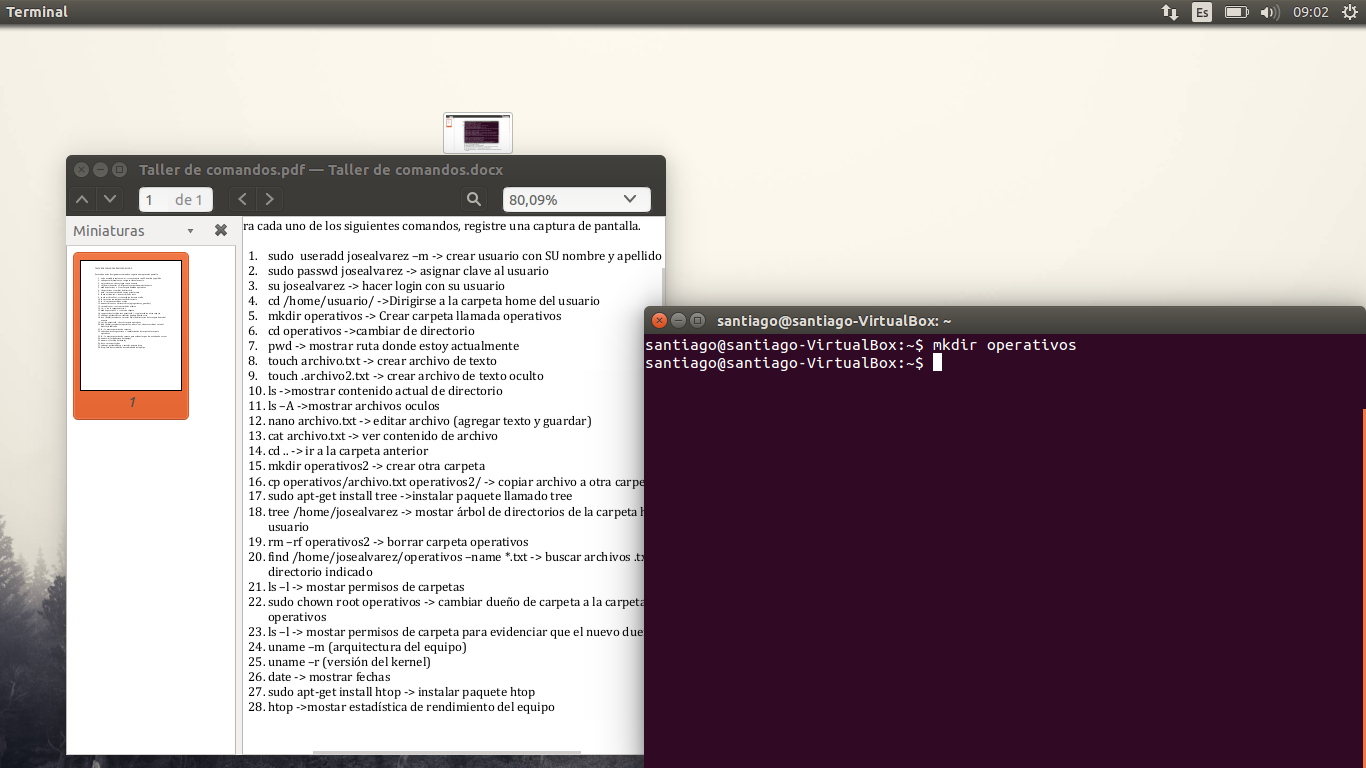 Terminal
Es
09:02
Taller de comandos.pdf — Taller de comandos.docx
1 de 1
80,09%
Miniaturas
1
ra cada uno de los siguientes comandos, registre una captura de pantalla.
1. sudo useradd josealvarez –m -> crear usuario con SU nombre y apellido
2. sudo passwd josealvarez -> asignar clave al usuario
3. su josealvarez -> hacer login con su usuario
4. cd /home/usuario/ ->Dirigirse a la carpeta home del usuario
5. mkdir operativos -> Crear carpeta llamada operativos
6. cd operativos ->cambiar de directorio
7. pwd -> mostrar ruta donde estoy actualmente
8. touch archivo.txt -> crear archivo de texto
9. touch .archivo2.txt -> crear archivo de texto oculto
10. ls ->mostrar contenido actual de directorio
11. ls –A ->mostrar archivos oculos
12. nano archivo.txt -> editar archivo (agregar texto y guardar)
13. cat archivo.txt -> ver contenido de archivo
14. cd .. -> ir a la carpeta anterior
15. mkdir operativos2 -> crear otra carpeta
16. cp operativos/archivo.txt operativos2/ -> copiar archivo a otra carpe
17. sudo apt-get install tree ->instalar paquete llamado tree
18. tree /home/josealvarez -> mostar árbol de directorios de la carpeta h
usuario
19. rm –rf operativos2 -> borrar carpeta operativos
20. find /home/josealvarez/operativos –name *.txt -> buscar archivos .tx
directorio indicado
21. ls –l -> mostar permisos de carpetas
22. sudo chown root operativos -> cambiar dueño de carpeta a la carpeta
operativos
23. ls –l -> mostar permisos de carpeta para evidenciar que el nuevo due
24. uname –m (arquitectura del equipo)
25. uname –r (versión del kernel)
26. date -> mostrar fechas
27. sudo apt-get install htop -> instalar paquete htop
28. htop ->mostar estadística de rendimiento del equipo
santiago@santiago-VirtualBox: ~
santiago@santiago-VirtualBox:~$ mkdir operativos
santiago@santiago-VirtualBox:~$